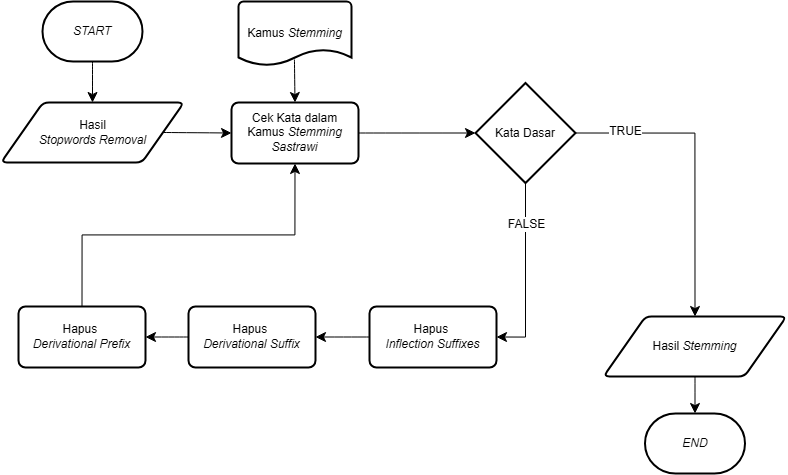 START
Kamus Stemming
Hasil
Stopwords Removal
Cek Kata dalam
Kamus Stemming
Sastrawi
Kata Dasar
TRUE
FALSE
Hapus
Derivational Prefix
Hapus
Derivational Suffix
Hapus
Inflection Suffixes
Hasil Stemming
END